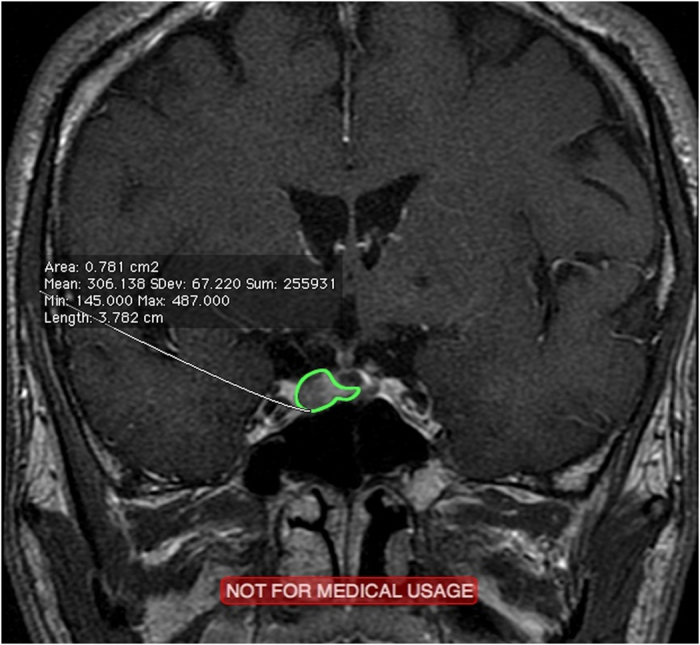 Area: 0.781 cm2
Mean: 306.138 SDev: 67.220 Sum: 255931
Min: 145.000 Max: 487.000
Length: 3.782 cm
NOT FOR MEDICAL USAGE